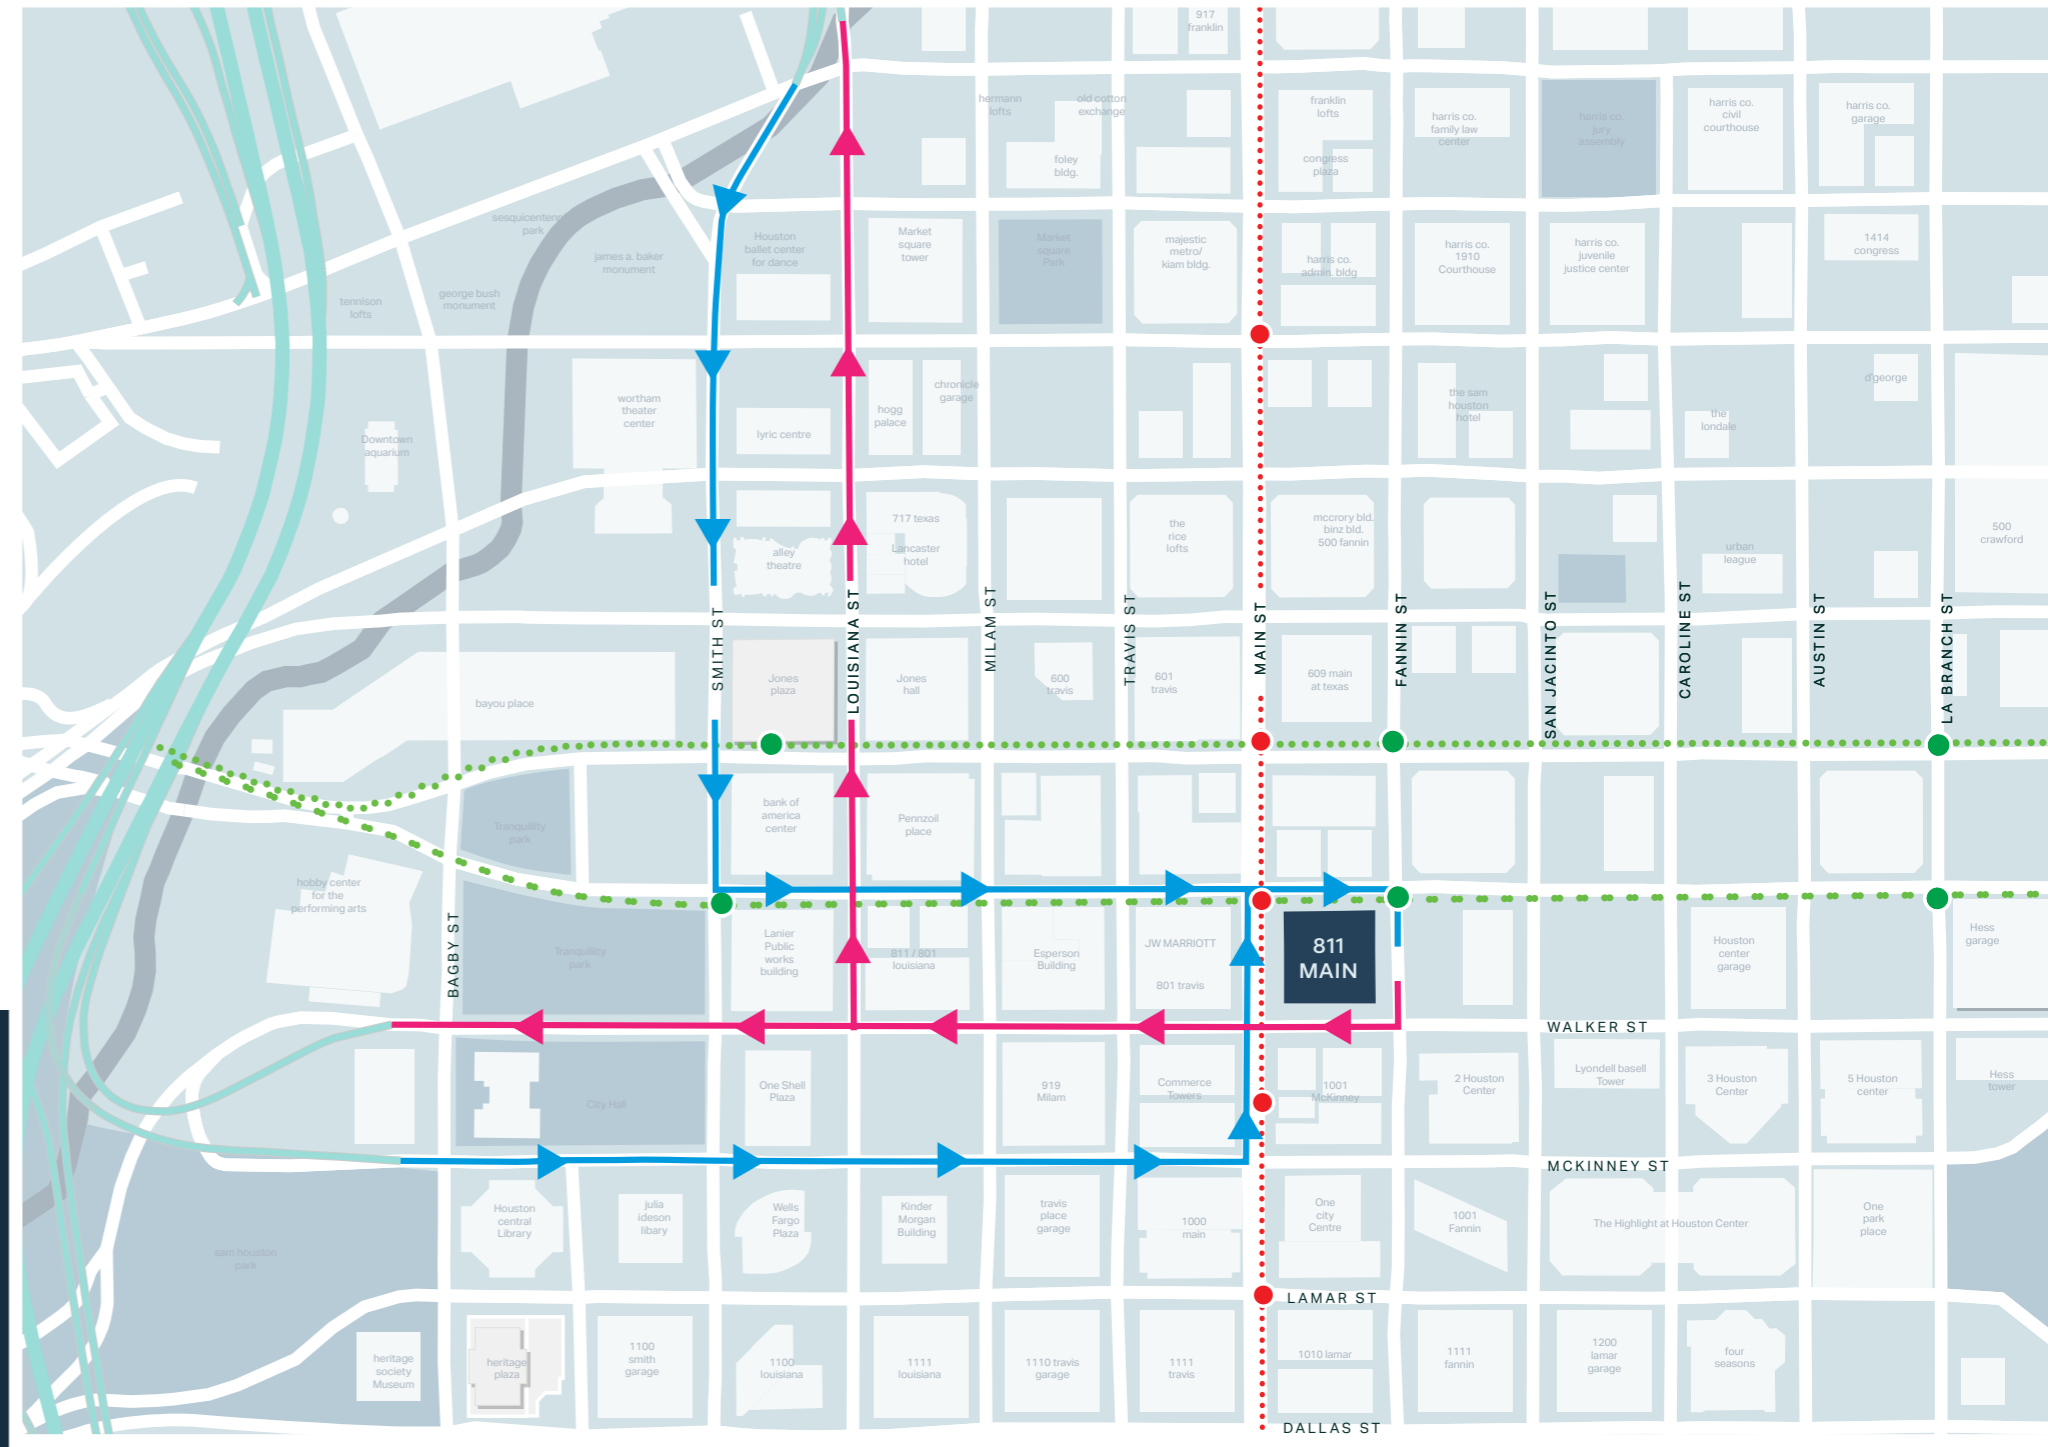 917
franklin
hermann
lofts
old cotton
exchange
franklin
lofts
harris co.
family law
center
harris co.
jury
assembly
harris co.
civil
courthouse
harris co.
garage
foley
bldg.
congress
plaza
sesquicentenr
park
james a. baker
monument
george bush
monument
tennison
lofts
Houston
ballet center
for dance
Market
square
tower
Market
square
Park
majestic
metro/
kiam bldg.
harris co.
admin. bldg
harris co.
1910
Courthouse
harris co.
juvenile
justice center
1414
congress
wortham
theater
center
lyric centre
hogg
palace
chronicle
garage
the sam
houston
hotel
the
londale
d'george
Downtown
aquarium
717 texas
Lancaster
hotel
alley
theatre
the
rice
lofts
mccrory bld.
binz bld.
500 fannin
urban
league
500
crawford
SMITH ST
LOUISIANA ST
MILAM ST
TRAVIS ST
MAIN ST
FANNIN ST
SAN JACINTO ST
CAROLINE ST
AUSTIN ST
LA BRANCH ST
bayou place
Jones
plaza
Jones
hall
600
travis
601
travis
609 main
at texas
Tranquility
park
bank of
america
center
Pennzoil
place
hobby center
for the
performing arts
BAGBY ST
Tranquility
park
Lanier
Public
works
building
811 / 801
louisiana
Esperson
Building
JW MARRIOTT
801 travis
811
MAIN
Houston
center
garage
Hess
garage
WALKER ST
City Hall
One Shell
Plaza
919
Milam
Commerce
Towers
1001
McKinney
2 Houston
Center
Lyondell basell
Tower
3 Houston
Center
5 Houston
center
Hess
tower
MCKINNEY ST
sam houston
park
Houston
central
Library
julia
ideson
libary
Wells
Fargo
Plaza
Kinder
Morgan
Building
travis
place
garage
1000
main
One
city
Centre
1001
Fannin
The Highlight at Houston Center
One
park
place
LAMAR ST
heritage
society
Museum
heritage
plaza
1100
smith
garage
1100
louisiana
1111
louisiana
1110 travis
garage
1111
travis
1010 lamar
1111
fannin
1200
lamar
garage
four
seasons
DALLAS ST